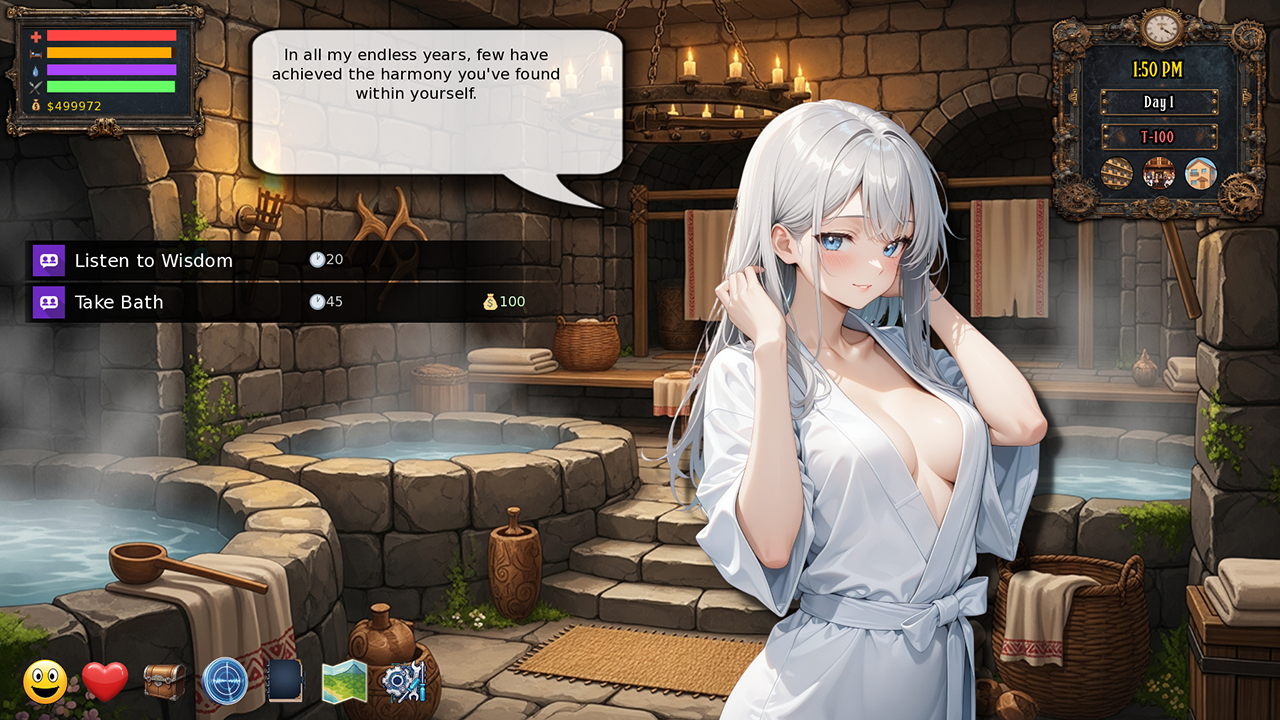 $499972
In all my endless years, few have
achieved the harmony you've found
within yourself.
1:50 PM
Day 1
T-100
Listen to Wisdom 20
Take Bath 45 100